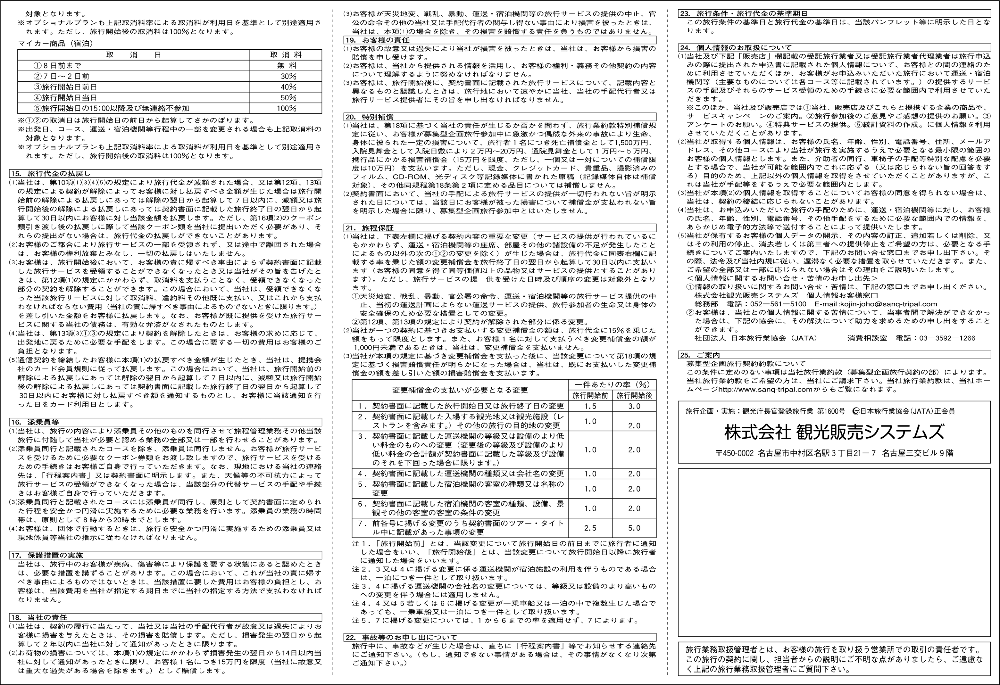 対象となります。
※オプショナルプランも上記取消料率による取消料が利用日を基準として別途適用さ
れます。ただし、旅行開始後の取消料は100％となります。
マイカー商品（宿泊）
取　消　日　取消料
①８日前まで　無 料
②７日～２日前　30％
③旅行開始日前日　40％
④旅行開始日当日　50％
⑤旅行開始日の15:00以降及び無連絡不参加　100％
※①②の取消日は旅行開始日の前日から起算してさかのぼります。
※出発日、コース、運送・宿泊機関等行程中の一部を変更される場合も上記取消料の
対象となります。
※オプショナルプランも上記取消料率による取消料が利用日を基準として別途適用さ
れます。ただし、旅行開始後の取消料は100％となります。
15．旅行代金の払戻し
(1)当社は、第10項(1)(3)(4)(5)の規定により旅行代金が減額された場合、又は第12項、13項
の規定による契約が解除によってお客様に対し払戻すべき金額が生じた場合は旅行開
始前の解除による払戻しにあっては解除の翌日から起算して７日以内に、減額又は旅
行開始後の解除による払戻しにあっては契約書面に記載した旅行終了日の翌日から起
算して30日以内にお客様に対し当該金額を払戻します。ただし、第16項(2)のクーポン
類引き渡し後の払戻しに際して当該クーポン類を当社に提出いただく必要があり、そ
れらの提出がない場合は、旅行代金の払戻しができないことがあります。
(2)お客様のご都合により旅行サービスの一部を受領されず、又は途中で離団された場合
は、お客様の権利放棄とみなし、一切の払戻しはいたしません。
(3)お客様は、旅行開始後において、お客様の責に帰すべき事由によらず契約書面に記載
した旅行サービスを受領することができなくなったとき又は当社がその旨を告げたと
きは、第12項(1)の規定にかかわらず、取消料を支払うことなく、受領できなくなった
部分の契約を解除することができます。この場合において、当社は、受領できなくな
った当該旅行サービスに対して取消料、違約料その他既に支払い、又はこれから支払
わなければならない費用（当社の責に帰すべき事由によるものでないときに限ります。）
を差し引いた金額をお客様に払戻します。なお、お客様が既に提供を受けた旅行サー
ビスに関する当社の債務は、有効な弁済がなされたものとします。
(4)当社は、第13項(3)①③の規定により契約を解除したときは、お客様の求めに応じて、
出発地に戻るために必要な手配をします。この場合に要する一切の費用はお客様のご
負担となります。
(5)通信契約を締結したお客様に本項(1)の払戻すべき金額が生じたとき、当社は、提携会
社のカード会員規則に従って払戻します。この場合において、当社は、旅行開始前の
解除による払戻しにあっては解除の翌日から起算して７日以内に、減額又は旅行開始
後の解除による払戻しにあっては契約書面に記載した旅行終了日の翌日から起算して
30日以内にお客様に対し払戻すべき額を通知するものとし、お客様に当該通知を行
った日をカード利用日とします。
16．添乗員等
(1)当社は、旅行の内容により添乗員その他のものを同行させて旅程管理業務その他当該
旅行に付随して当社が必要と認める業務の全部又は一部を行わせることがあります。
(2)添乗員同行と記載されたコースを除き、添乗員は同行しません。お客様が旅行サービ
スを受けるために必要なクーポン券類をお渡し致しますので、旅行サービスを受ける
ための手続きはお客様ご自身で行っていただきます。なお、現地における当社の連絡
先は、「行程案内書」又は契約書面に明示します。また、天候等の不可抗力によって
旅行サービスの受領ができなくなった場合は、当該部分の代替サービスの手配や手続
きはお客様ご自身で行っていただきます。
(3)添乗員同行と記載されたコースには添乗員が同行し、原則として契約書面に定められ
た行程を安全かつ円滑に実施するために必要な業務を行います。添乗員の業務の時間
帯は、原則として８時から20時までとします。
(4)お客様は、団体で行動するときは、旅行を安全かつ円滑に実施するための添乗員又は
現地係員等当社の指示に従わなければなりません。
17．保護措置の実施
当社は、旅行中のお客様が疾病、傷害等により保護を要する状態にあると認めたとき
は、必要な措置を講ずることがあります。この場合において、これが当社の責に帰す
べき事由によるものではないときは、当該措置に要した費用はお客様の負担とし、お
客様は、当該費用を当社が指定する期日までに当社の指定する方法で支払わなければ
なりません。
18．当社の責任
(1)当社は、契約の履行に当たって、当社又は当社の手配代行者が故意又は過失によりお
客様に損害を与えたときは、その損害を賠償します。ただし、損害発生の翌日から起
算して２年以内に当社に対して通知があったときに限ります。
(2)お荷物の損害については、本項(1)の規定にかかわらず損害発生の翌日から14日以内当
社に対して通知があったときに限り、お客様１名につき15万円を限度（当社に故意又
は重大な過失がある場合を除きます。）として賠償します。
(3)お客様が天災地変、戦乱、暴動、運送・宿泊機関等の旅行サービスの提供の中止、官
公の命令その他の当社又は手配代行者の関与し得ない事由により損害を被ったときは、
当社は、本項(1)の場合を除き、その損害を賠償する責任を負うものではありません。
19．お客様の責任
(1)お客様の故意又は過失により当社が損害を被ったときは、当社は、お客様から損害の
賠償を申し受けます。
(2)お客様は、当社から提供される情報を活用し、お客様の権利・義務その他契約の内容
について理解するように努めなければなりません。
(3)お客様は、旅行開始後に、契約書面に記載された旅行サービスについて、記載内容と
異なるものと認識したときは、旅行地において速やかに当社、当社の手配代行者又は
旅行サービス提供者にその旨を申し出なければなりません。
20．特別補償
(1)当社は、第18項に基づく当社の責任が生じるか否かを問わず、旅行業約款特別補償規
定に従い、お客様が募集型企画旅行参加中に急激かつ偶然な外来の事故により生命、
身体に被られた一定の損害について、旅行者１名につき死亡補償金として1,500万円、
入院見舞金として入院日数により２万円～20万円、通院見舞金として１万円～５万円、
携行品にかかる損害補償金（15万円を限度、ただし、一個又は一対についての補償限
度は10万円）を支払います。ただし、現金、クレジットカード、貴重品、撮影済みの
フィルム、CD-ROM、光ディスク等記録媒体に書かれた原稿（記録媒体自体は補償
対象）、その他同規程第18条第２項に定める品目については補償しません。
(2)契約書面において、当社の手配による旅行サービスの提供が一切行われない旨が明示
された日については、当該日にお客様が被った損害について補償金が支払われない旨
を明示した場合に限り、募集型企画旅行参加中とはいたしません。
21．旅程保証
(1)当社は、下表左欄に掲げる契約内容の重要な変更（サービスの提供が行われているに
もかかわらず、運送・宿泊機関等の座席、部屋その他の諸設備の不足が発生したこと
によるもの以外の次の①②の変更を除く）が生じた場合は、旅行代金に同表右欄に記
載する率を乗じた額の変更補償金を旅行終了日の翌日から起算して30日以内に支払い
ます（お客様の同意を得て同等価値以上の品物又はサービスの提供とすることがあり
ます）。ただし、旅行サービスの提　供を受けた日時及び順序の変更は対象外となり
ます。
①天災地変、戦乱、暴動、官公署の命令、運送・宿泊機関等の旅行サービス提供の中
止、当初の運送計画によらない運送サービスの提供、旅行参加者の生命又は身体の
安全確保のため必要な措置としての変更。
②第12項、第13項の規定により契約が解除された部分に係る変更。
(2)当社が一つの契約に基づきお支払いする変更補償金の額は、旅行代金に15％を乗じた
額をもって限度とします。また、お客様１名に対して支払うべき変更補償金の額が
1,000円未満であるときは、当社は、変更補償金を支払いません。
(3)当社が本項の規定に基づき変更補償金を支払った後に、当該変更について第18項の規
定に基づく損害賠償責任が明らかになった場合は、当社は、既にお支払いした変更補
償金の額を差し引いた額の損害賠償金を支払います。
変更補償金の支払いが必要となる変更　一件あたりの率（％）
旅行開始前　旅行開始後
１．契約書面に記載した旅行開始日又は旅行終了日の変更　1.5　3.0
２．契約書面に記載した入場する観光地又は観光施設（レ
ストランを含みます。）その他の旅行の目的地の変更　1.0　2.0
３．契約書面に記載した運送機関の等級又は設備のより低
い料金のものへの変更（変更後の等級及び設備のより
低い料金の合計額が契約書面に記載した等級及び設備
のそれを下回った場合に限ります。）　1.0　2.0
４．契約書面に記載した運送機関の種類又は会社名の変更　1.0　2.0
５．契約書面に記載した宿泊機関の客室の種類又は名称の
変更　1.0　2.0
６．契約書面に記載した宿泊機関の客室の種類、設備、景
観その他の客室の客室の条件の変更　1.0　2.0
７．前各号に掲げる変更のうち契約書面のツアー・タイト
ル中に記載があった事項の変更　2.5　5.0
注１．「旅行開始前」とは、当該変更について旅行開始日の前日までに旅行者に通知
した場合をいい、「旅行開始後」とは、当該変更について旅行開始日以降に旅行者
に通知した場合をいいます。
注２．３又は４に掲げる変更に係る運送機関が宿泊施設の利用を伴うものである場合
は、一泊につき一件として取り扱います。
注３．４に掲げる運送機関の会社名の変更については、等級又は設備のより高いもの
への変更を伴う場合には適用しません。
注４．４又は５若しくは６に掲げる変更が一乗車船又は一泊の中で複数生じた場合で
あっても、一乗車船又は一泊につき一件として取り扱います。
注５．７に掲げる変更については、１から６までの率を適用せず、７によります。
22．事故等のお申し出について
旅行中に、事故などが生じた場合は、直ちに「行程案内書」等でお知らせする連絡先
にご通知下さい。（もし、通知できない事情がある場合は、その事情がなくなり次第
ご通知下さい。）
23．旅行条件・旅行代金の基準期日
この旅行条件の基準日と旅行代金の基準日は、当該パンフレット等に明示した日とな
ります。
24．個人情報のお取扱について
(1)当社及び下記「販売店」欄記載の受託旅行業者又は受託旅行業者代理業者は旅行申込
みの際に提出された申込書に記載された個人情報について、お客様との間の連絡のた
めに利用させていただくほか、お客様がお申込みいただいた旅行において運送・宿泊
機関等（主要なものについては各コース等に記載されています。）の提供するサービ
スの手配及びそれらのサービス受領のための手続きに必要な範囲内で利用させていた
だきます。
※このほか、当社及び販売店では①当社、販売店及びこれらと提携する企業の商品や、
サービスキャンペーンのご案内。②旅行参加後のご意見やご感想の提供のお願い。③
アンケートのお願い。④特典サービスの提供。⑤統計資料の作成。に個人情報を利用
させていただくことがあります。
(2)当社が取得する個人情報は、お客様の氏名、年齢、性別、電話番号、住所、メールア
ドレス、その他コースにより当社が旅行を実施するうえで必要となる最小限の範囲の
お客様の個人情報とします。また、介助者の同行、車椅子の手配等特別な配慮を必要
とする場合で、当社が可能な範囲内でこれに応ずる（又は応じられない旨の回答をす
る）目的のため、上記以外の個人情報を取得をさせていただくことがありますが、こ
れは当社が手配等をするうえで必要な範囲内とします。
(3)当社が本項(2)の個人情報を取得することについてお客様の同意を得られない場合は、
当社は、契約の締結に応じられないことがあります。
(4)当社は、お申込みいただいた旅行の手配のために、運送・宿泊機関等に対し、お客様
の氏名、年齢、性別、電話番号、その他手配をするために必要な範囲内での情報を、
あらかじめ電子的方法等で送付することによって提供いたします。
(5)当社が保有するお客様の個人データの開示、その内容の訂正、追加若しくは削除、又
はその利用の停止、消去若しくは第三者への提供停止をご希望の方は、必要となる手
続きについてご案内いたしますので、下記のお問い合せ窓口までお申し出下さい。そ
の際、法令及び当社内規に従い、遅滞なく必要な措置を取らせていただきます。また、
ご希望の全部又は一部に応じられない場合はその理由をご説明いたします。
＜個人情報に関するお問い合せ・苦情のお申し出先＞
①情報の取り扱いに関するお問い合せ・苦情は、下記の窓口までお申し出ください。
株式会社観光販売システムズ　個人情報お客様窓口
総務部　電話：052―561―5100　E-mail:kojin-joho@sanq-tripal.com
②お客様は、当社との個人情報に関する苦情について、当事者間で解決ができなかっ
た場合は、下記の協会に、その解決について助力を求めるための申し出をすること
ができます。
社団法人 日本旅行業協会（JATA）　消費相談室　電話：03―3592―1266
25．ご案内
募集型企画旅行契約約款について
この条件に定めのない事項は当社旅行業約款（募集型企画旅行契約の部）によります。
当社旅行業約款をご希望の方は、当社にご請求下さい。当社旅行業約款は、当社ホー
ムページhttp://www.sanq-tripal.comからもご覧になれます。
旅行企画・実施：観光庁長官登録旅行業 第1600号　日本旅行業協会(JATA)正会員
株式会社 観光販売システムズ
〒450-0002 名古屋市中村区名駅３丁目21－７ 名古屋三交ビル９階
旅行業務取扱管理者とは、お客様の旅行を取り扱う営業所での取引の責任者です。
この旅行の契約に関し、担当者からの説明にご不明な点がありましたら、ご遠慮な
く上記の旅行業務取扱管理者にご質問下さい。